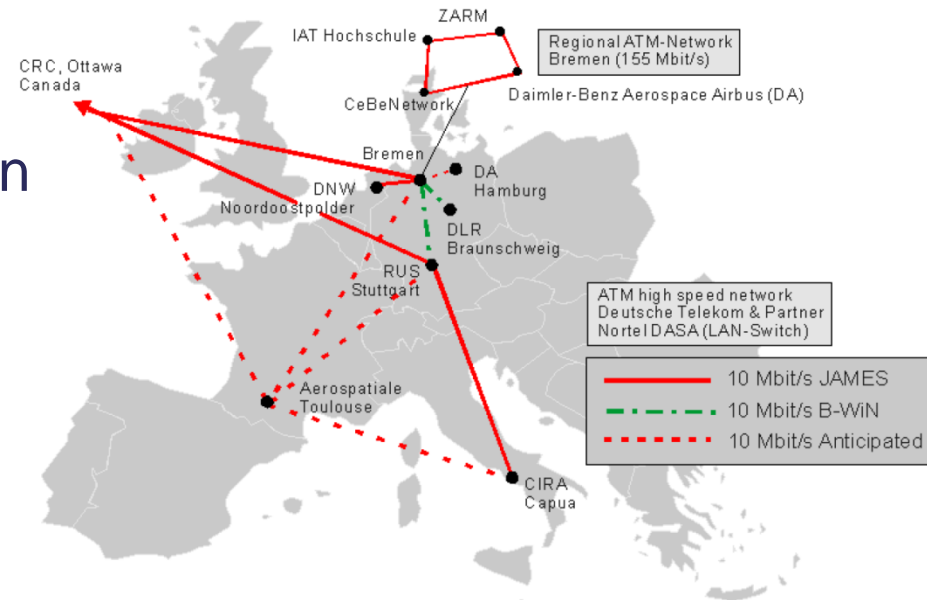 ZARM
IAT Hochschule
Regional ATM-Network
Bremen (155 Mbit/s)
CRC, Ottawa
Canada
CeBeNetwork
Daimler-Benz Aerospace Airbus (DA)
n
Bremen
DA
Hamburg
DNW
Noordoostpolder
DLR
Braunschweig
RUS
Stuttgart
ATM high speed network
Deutsche Telekom & Partner
Nortel DASA (LAN-Switch)
10 Mbit/s JAMES
10 Mbit/s B-WiN
10 Mbit/s Anticipated
Aerospatiale
Toulouse
CIRA
Capua